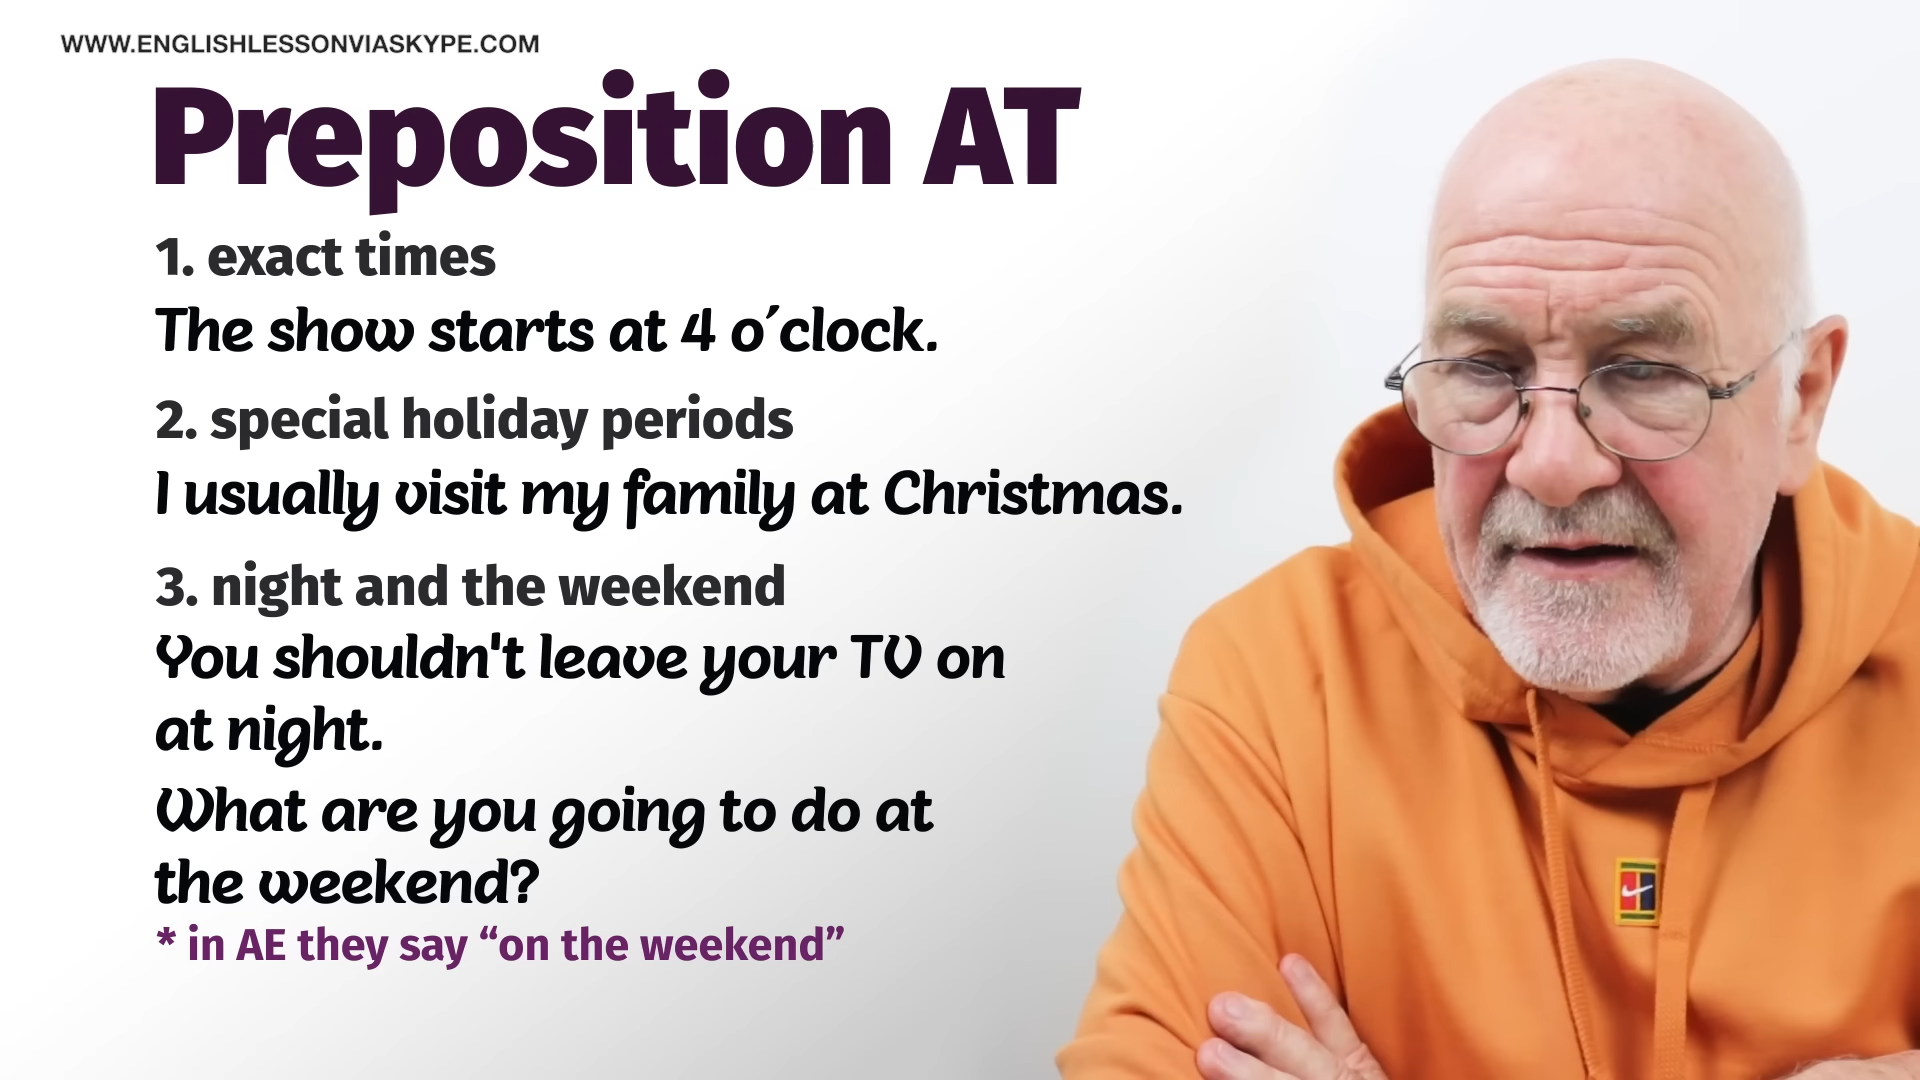 WWW.ENGLISHLESSONVIASKYPE.COM
Preposition AT
1. exact times
The show starts at 4 o´clock.
2. special holiday periods
I usually visit my family at Christmas.
3. night and the weekend
You shouldn't leave your TV on
at night.
What are you going to do at
the weekend?
* in AE they say “on the weekend”